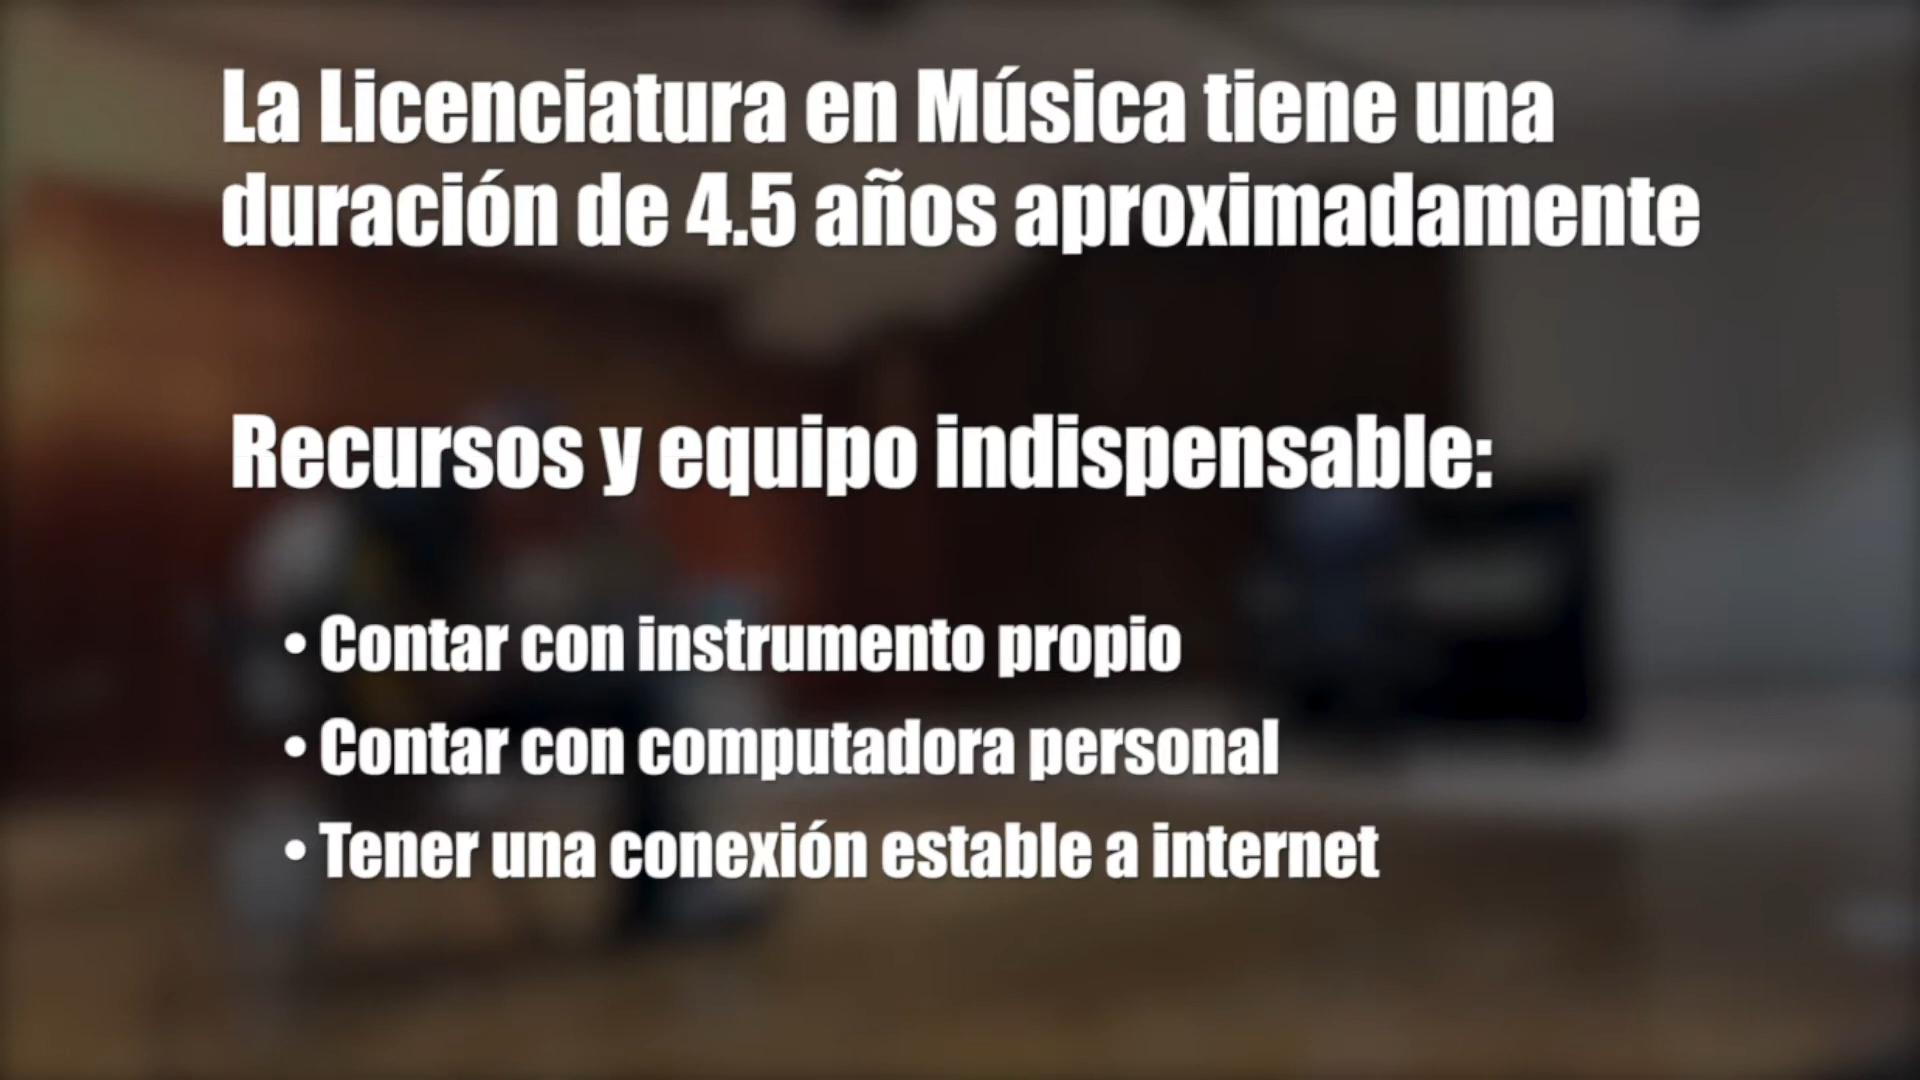 La Licenciatura en Música tiene una
duración de 4.5 años aproximadamente
Recursos y equipo indispensable:
• Contar con instrumento propio
• Contar con computadora personal
• Tener una conexión estable a internet